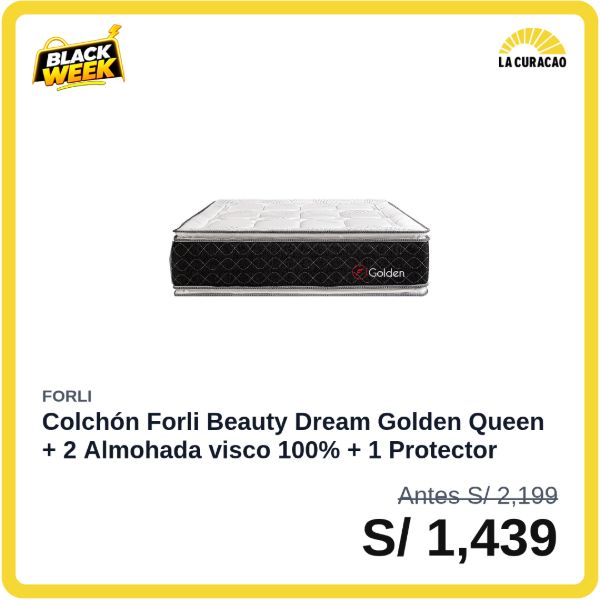 BLACK
WEEK
LA CURACAO
Golden
FORLI
Colchón Forli Beauty Dream Golden Queen
+ 2 Almohada visco 100% + 1 Protector
Antes S/ 2,199
S/ 1,439